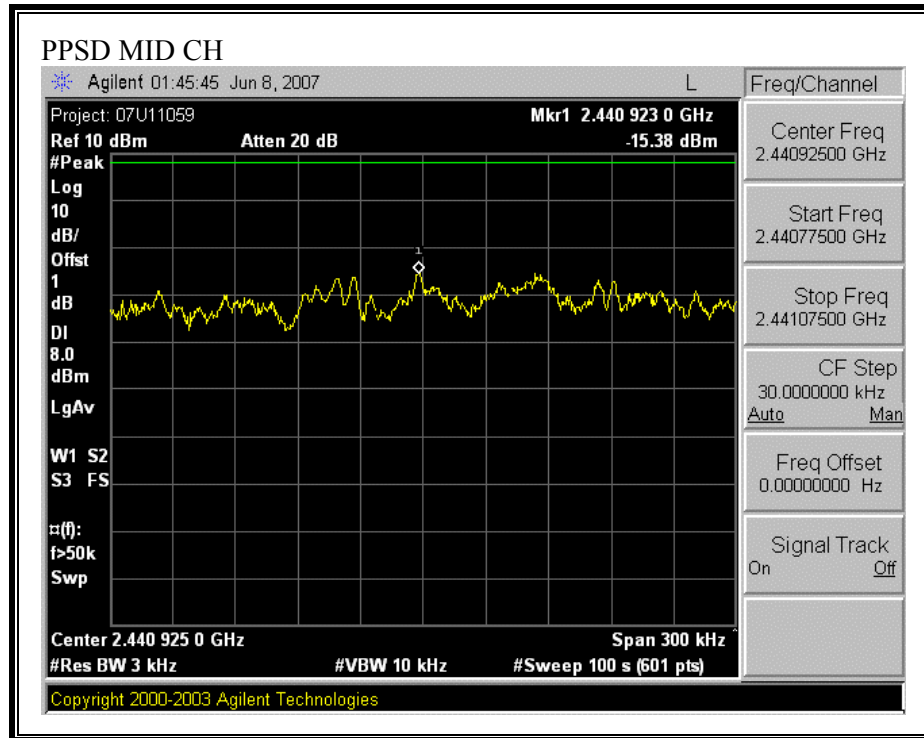 PPSD MID CH
Agilent 01:45:45 Jun 8, 2007 L
Freq/Channel
Project: 07U11059 Mkr1 2.440 923 0 GHz
Ref 10 dBm Atten 20 dB -15.38 dBm
#Peak
Log
10
dB/
Offst
1
dB
DI
8.0
dBm
LgAv
W1 S2
S3 FS
¤(f):
f>50k
Swp
1
Center 2.440 925 0 GHz Span 300 kHz
#Res BW 3 kHz #VBW 10 kHz #Sweep 100 s (601 pts)
Copyright 2000-2003 Agilent Technologies
Center Freq
2.44092500 GHz
Start Freq
2.44077500 GHz
Stop Freq
2.44107500 GHz
CF Step
30.0000000 kHz
Auto Man
Freq Offset
0.00000000 Hz
Signal Track
On Off